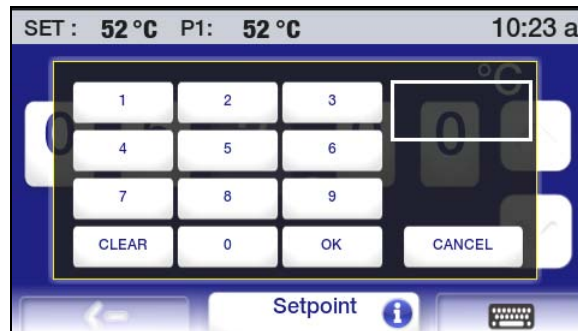 SET : 52 °C P1: 52 °C 10:23 a
°C
1 2 3
4 5 6
0
7 8 9
CLEAR 0 OK CANCEL
Setpoint i